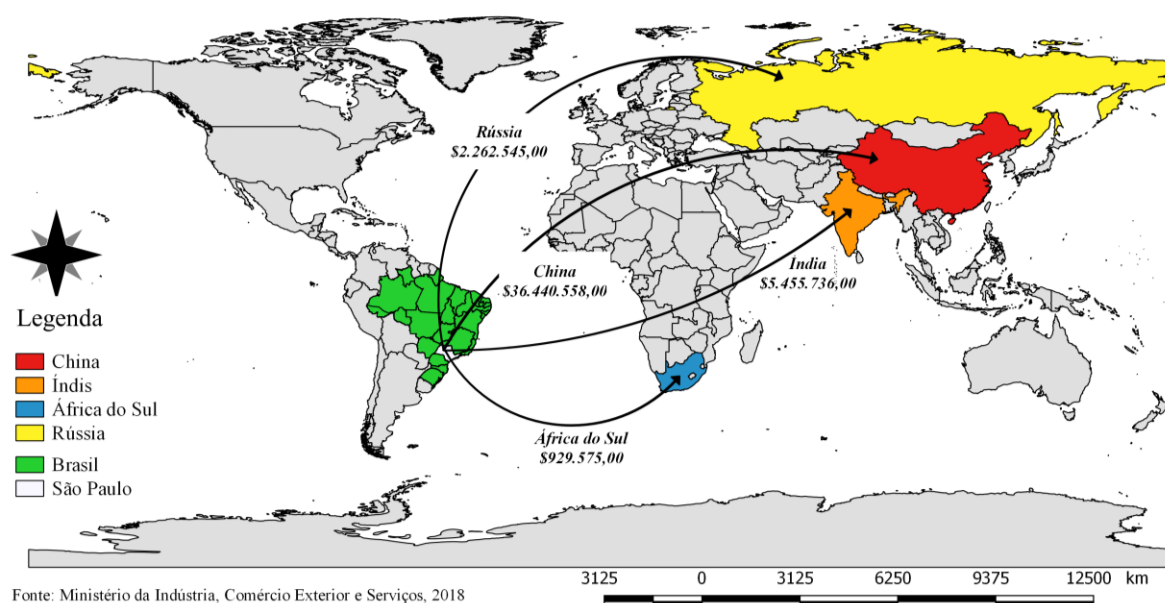 Rússia
$2.262.545,00
China
$36.440.558,00
Índia
$5.455.736,00
África do Sul
$929.575,00
Legenda
China
Índis
África do Sul
Rússia
Brasil
São Paulo
3125 0 3125 6250 9375 12500 km
Fonte: Ministério da Indústria, Comércio Exterior e Serviços, 2018